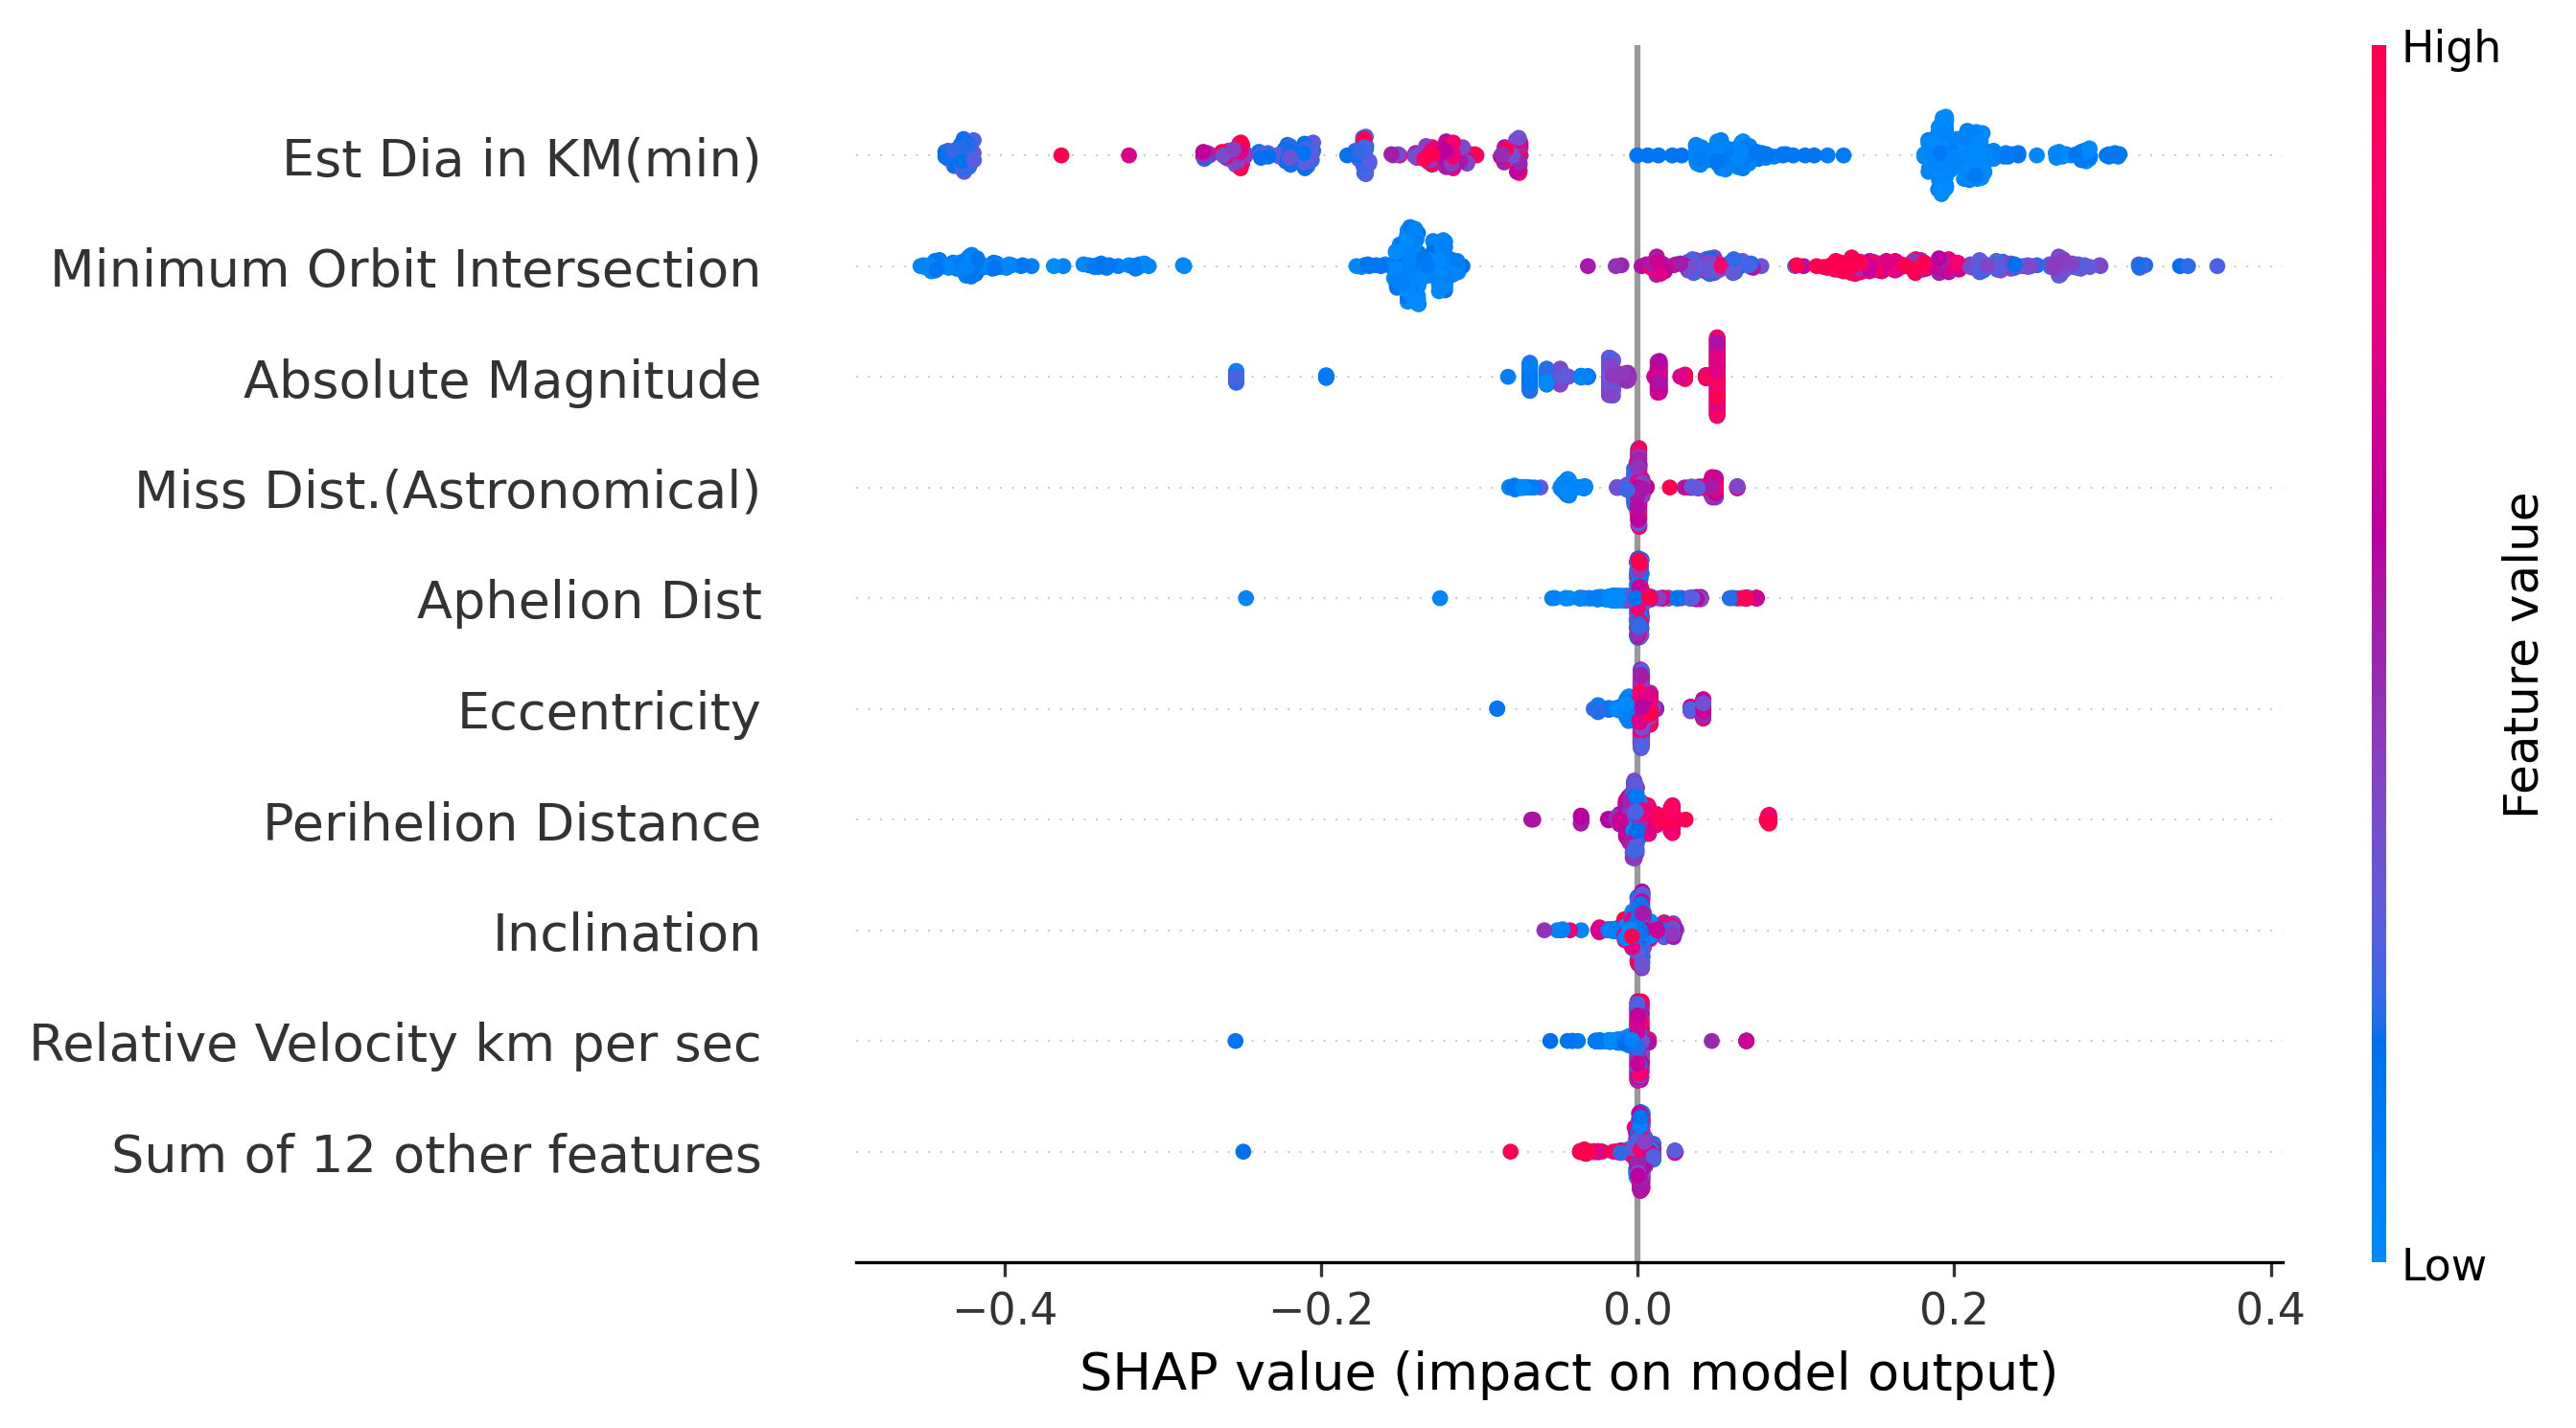 High
Est Dia in KM(min)
Minimum Orbit Intersection
Absolute Magnitude
Miss Dist.(Astronomical)
Aphelion Dist
Eccentricity
Perihelion Distance
Inclination
Relative Velocity km per sec
Sum of 12 other features
Feature value
Low
−0.4 −0.2 0.0 0.2 0.4
SHAP value (impact on model output)